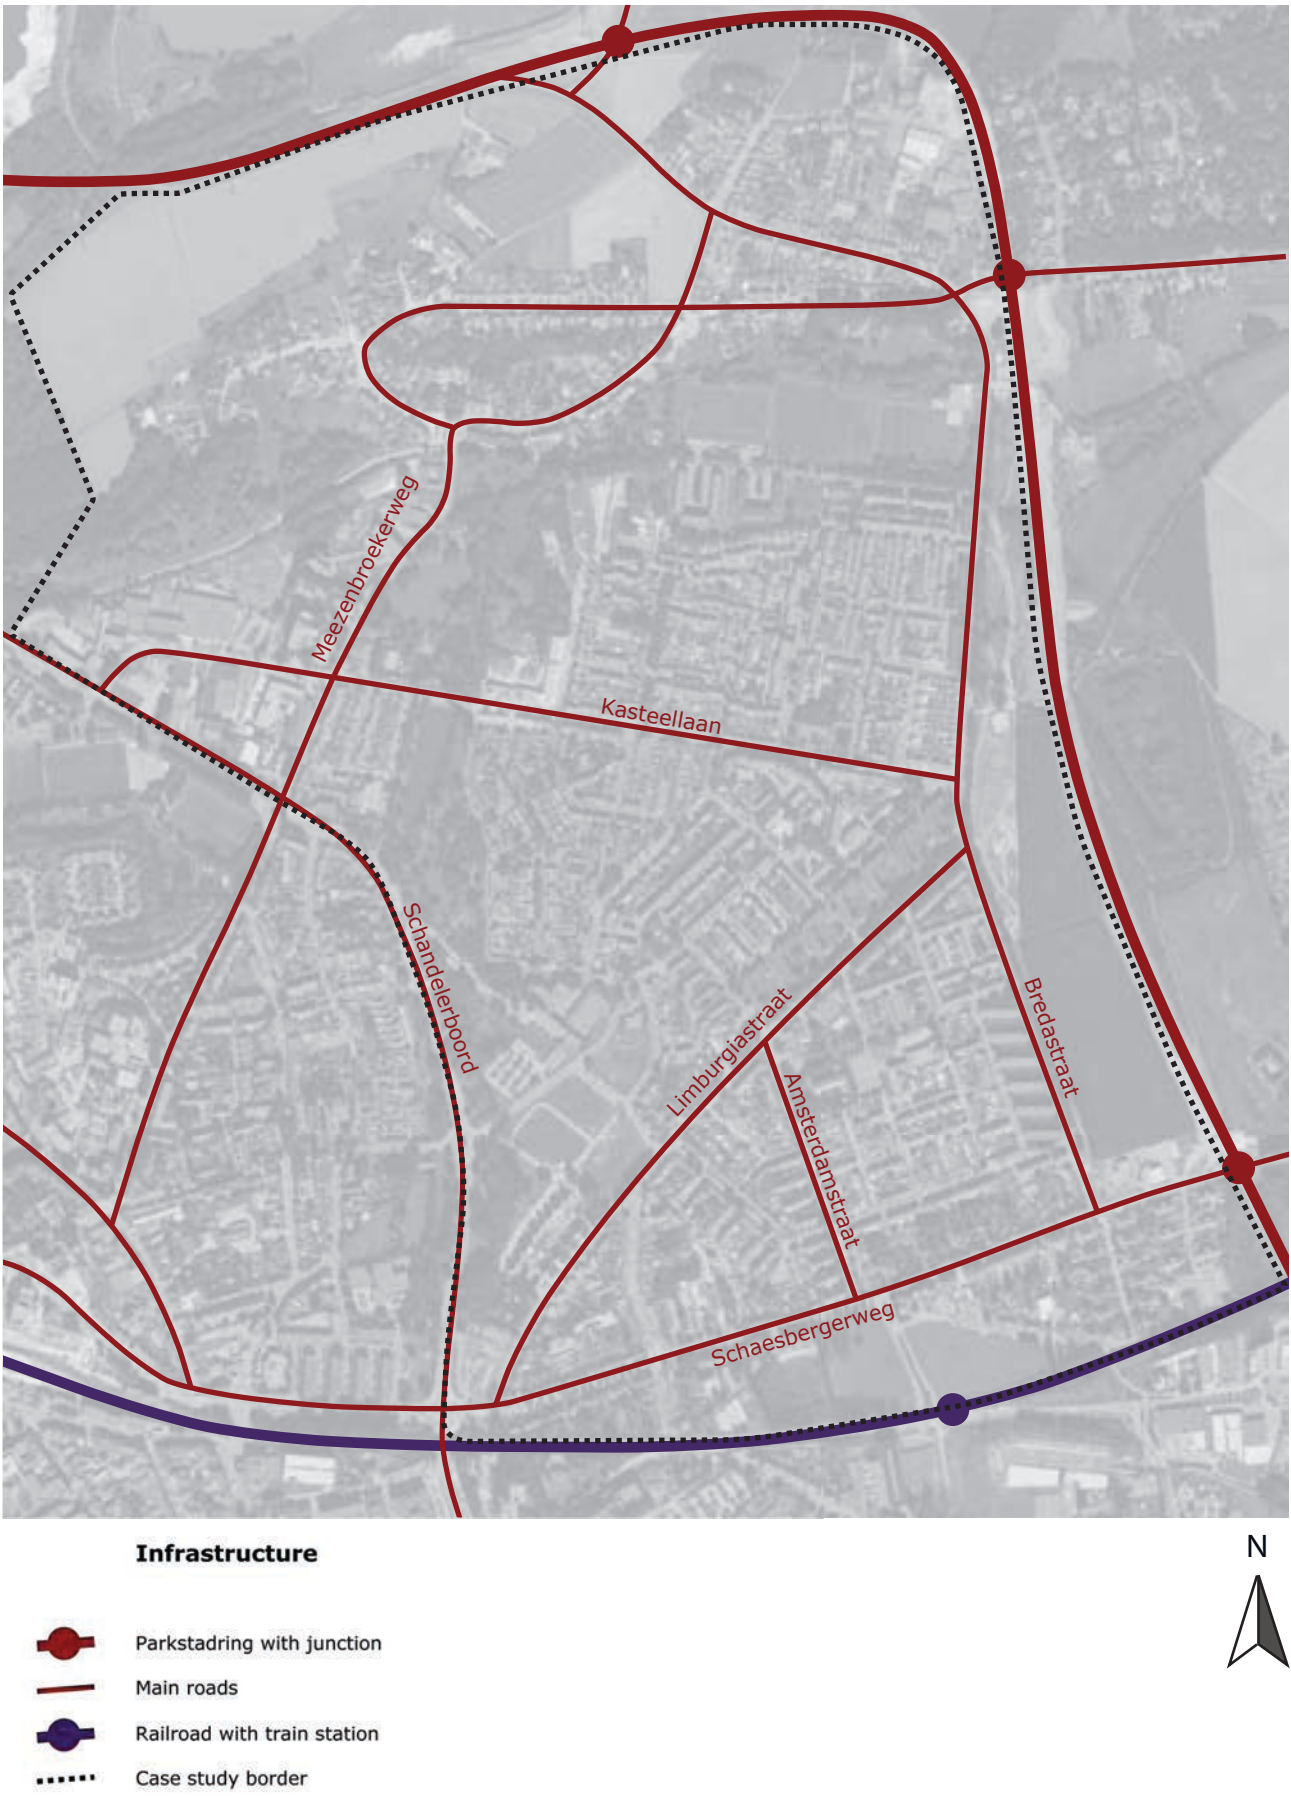 Meezenbroekerweg
Kasteellaan
Schandelerboord
Limburgiastraat
Bredastraat
Amsterdamstraat
Schaesbergerweg
Infrastructure
N
Parkstadring with junction
Main roads
Railroad with train station
Case study border